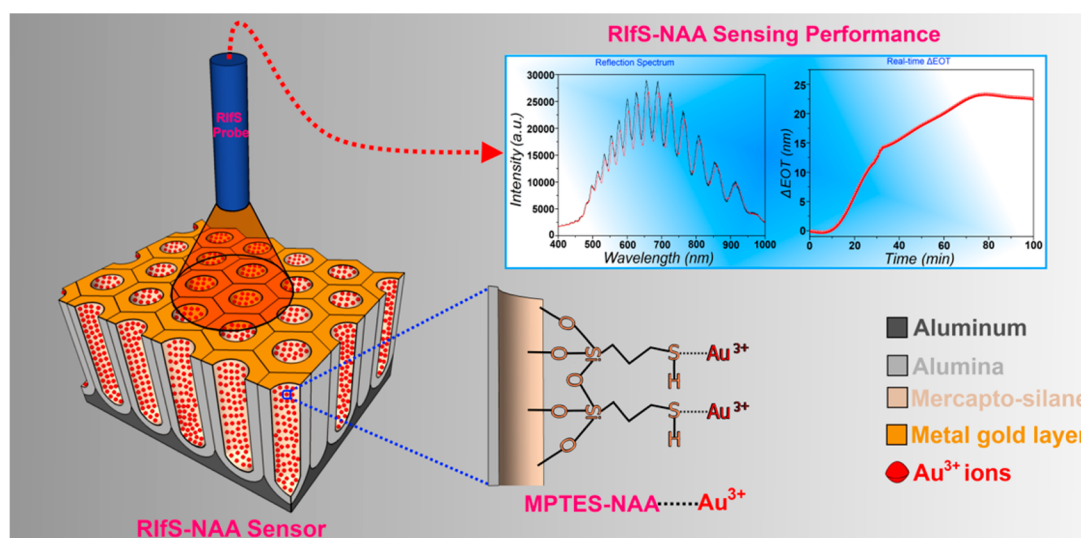 RIfS-NAA Sensing Performance
Reflection Spectrum
Real-time ΔEOT
RIfS
Probe
30000
25000
20000
15000
10000
5000
0
Intensity (a.u.)
400 500 600 700 800 900 1000
Wavelength (nm)
25
20
15
10
25
0
ΔEOT (nm)
0 20 40 60 80 100
Time (min)
O
O Si S Au3+
O H
O Si S Au3+
O H
Aluminum
Alumina
Mercapto-silane
Metal gold layer
Au3+ ions
MPTES-NAA Au3+
RIfS-NAA Sensor